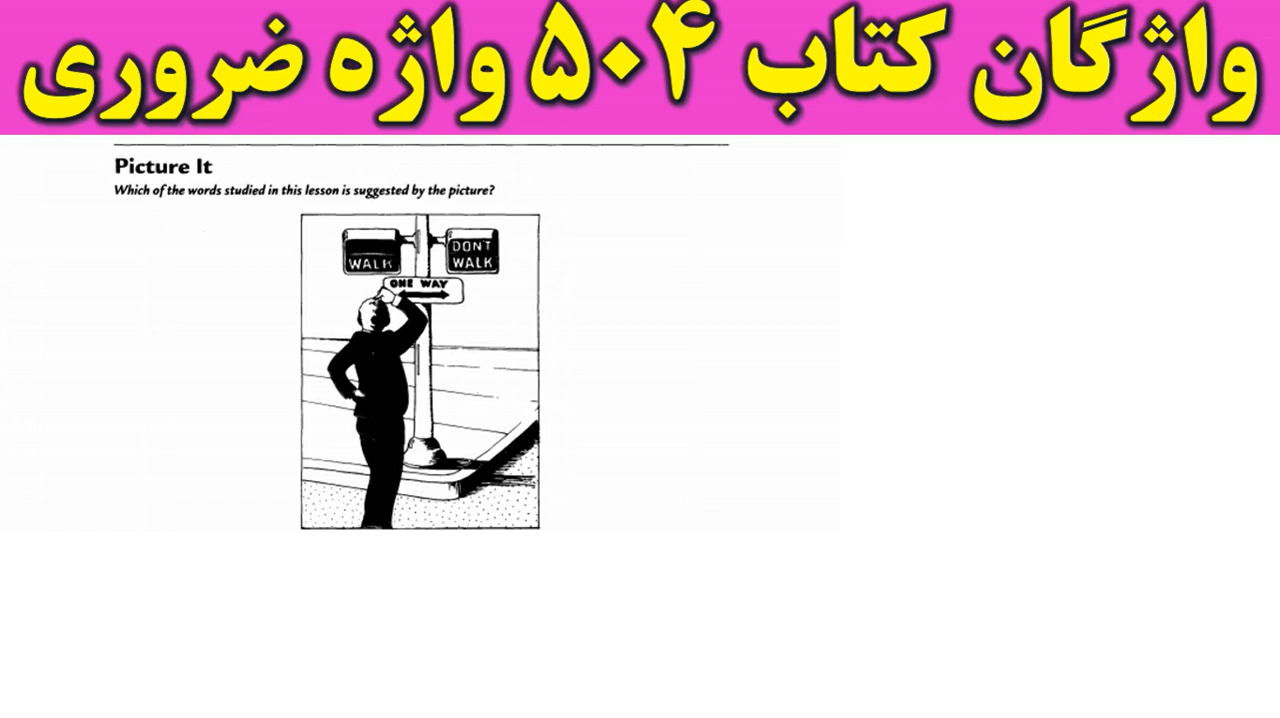 واژگان کتاب ۵۰۴ واژه ضروری
Picture It
Which of the words studied in this lesson is suggested by the picture?
WALK
DON'T
WALK
ONE WAY